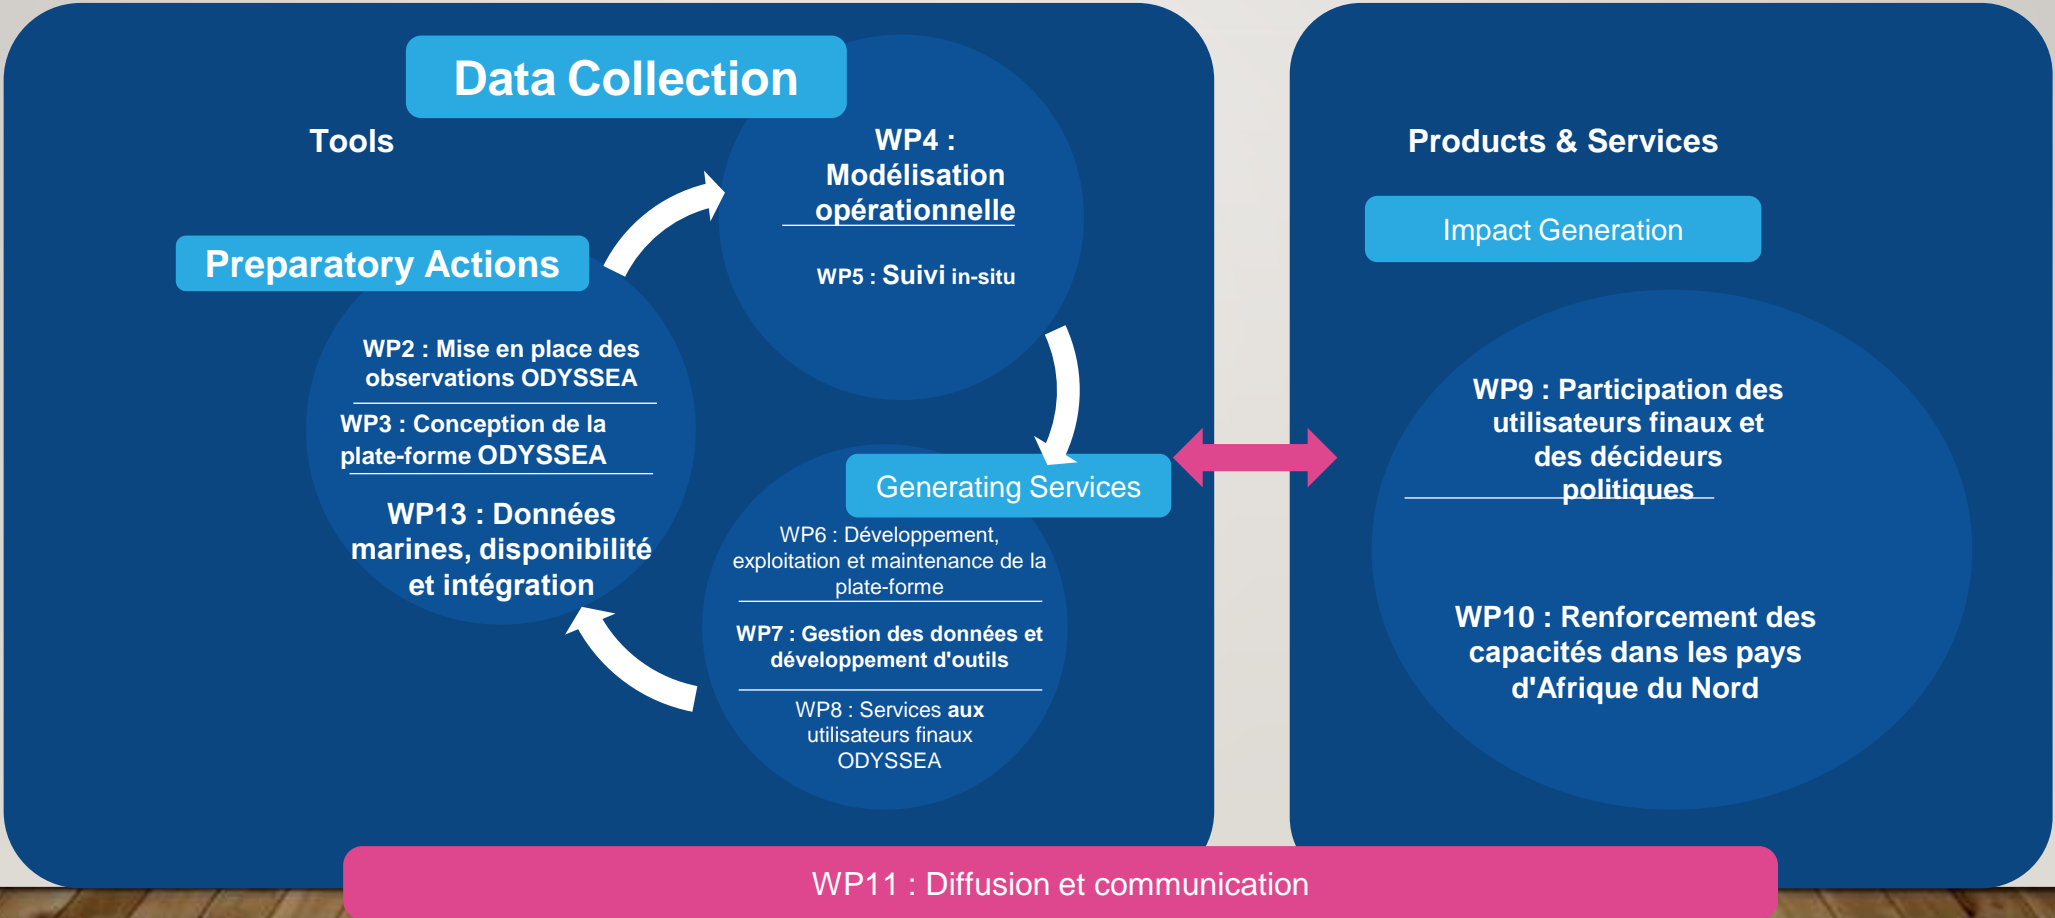 Data Collection
Tools
WP4 :
Modélisation
opérationnelle
WP5 : Suivi in-situ
Preparatory Actions
WP2 : Mise en place des
observations ODYSSEA
WP3 : Conception de la
plate-forme ODYSSEA
WP13 : Données
marines, disponibilité
et intégration
Generating Services
WP6 : Développement,
exploitation et maintenance de la
plate-forme
WP7 : Gestion des données et
développement d'outils
WP8 : Services aux
utilisateurs finaux
ODYSSEA
Products & Services
Impact Generation
WP9 : Participation des
utilisateurs finaux et
des décideurs
politiques
WP10 : Renforcement des
capacités dans les pays
d'Afrique du Nord
WP11 : Diffusion et communication